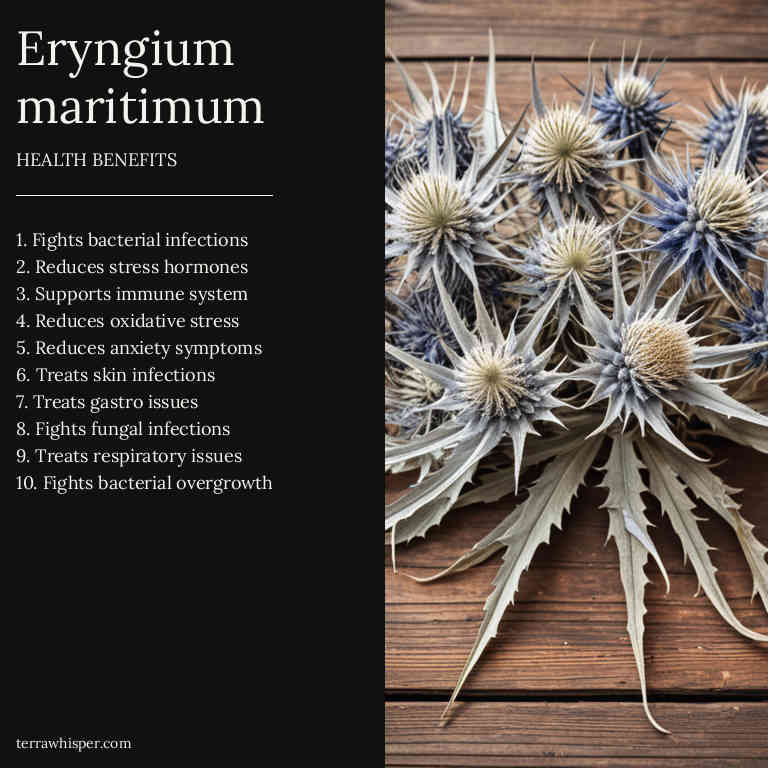 Eryngium
maritimum
HEALTH BENEFITS
1. Fights bacterial infections
2. Reduces stress hormones
3. Supports immune system
4. Reduces oxidative stress
5. Reduces anxiety symptoms
6. Treats skin infections
7. Treats gastro issues
8. Fights fungal infections
9. Treats respiratory issues
10. Fights bacterial overgrowth
terrawhisper.com